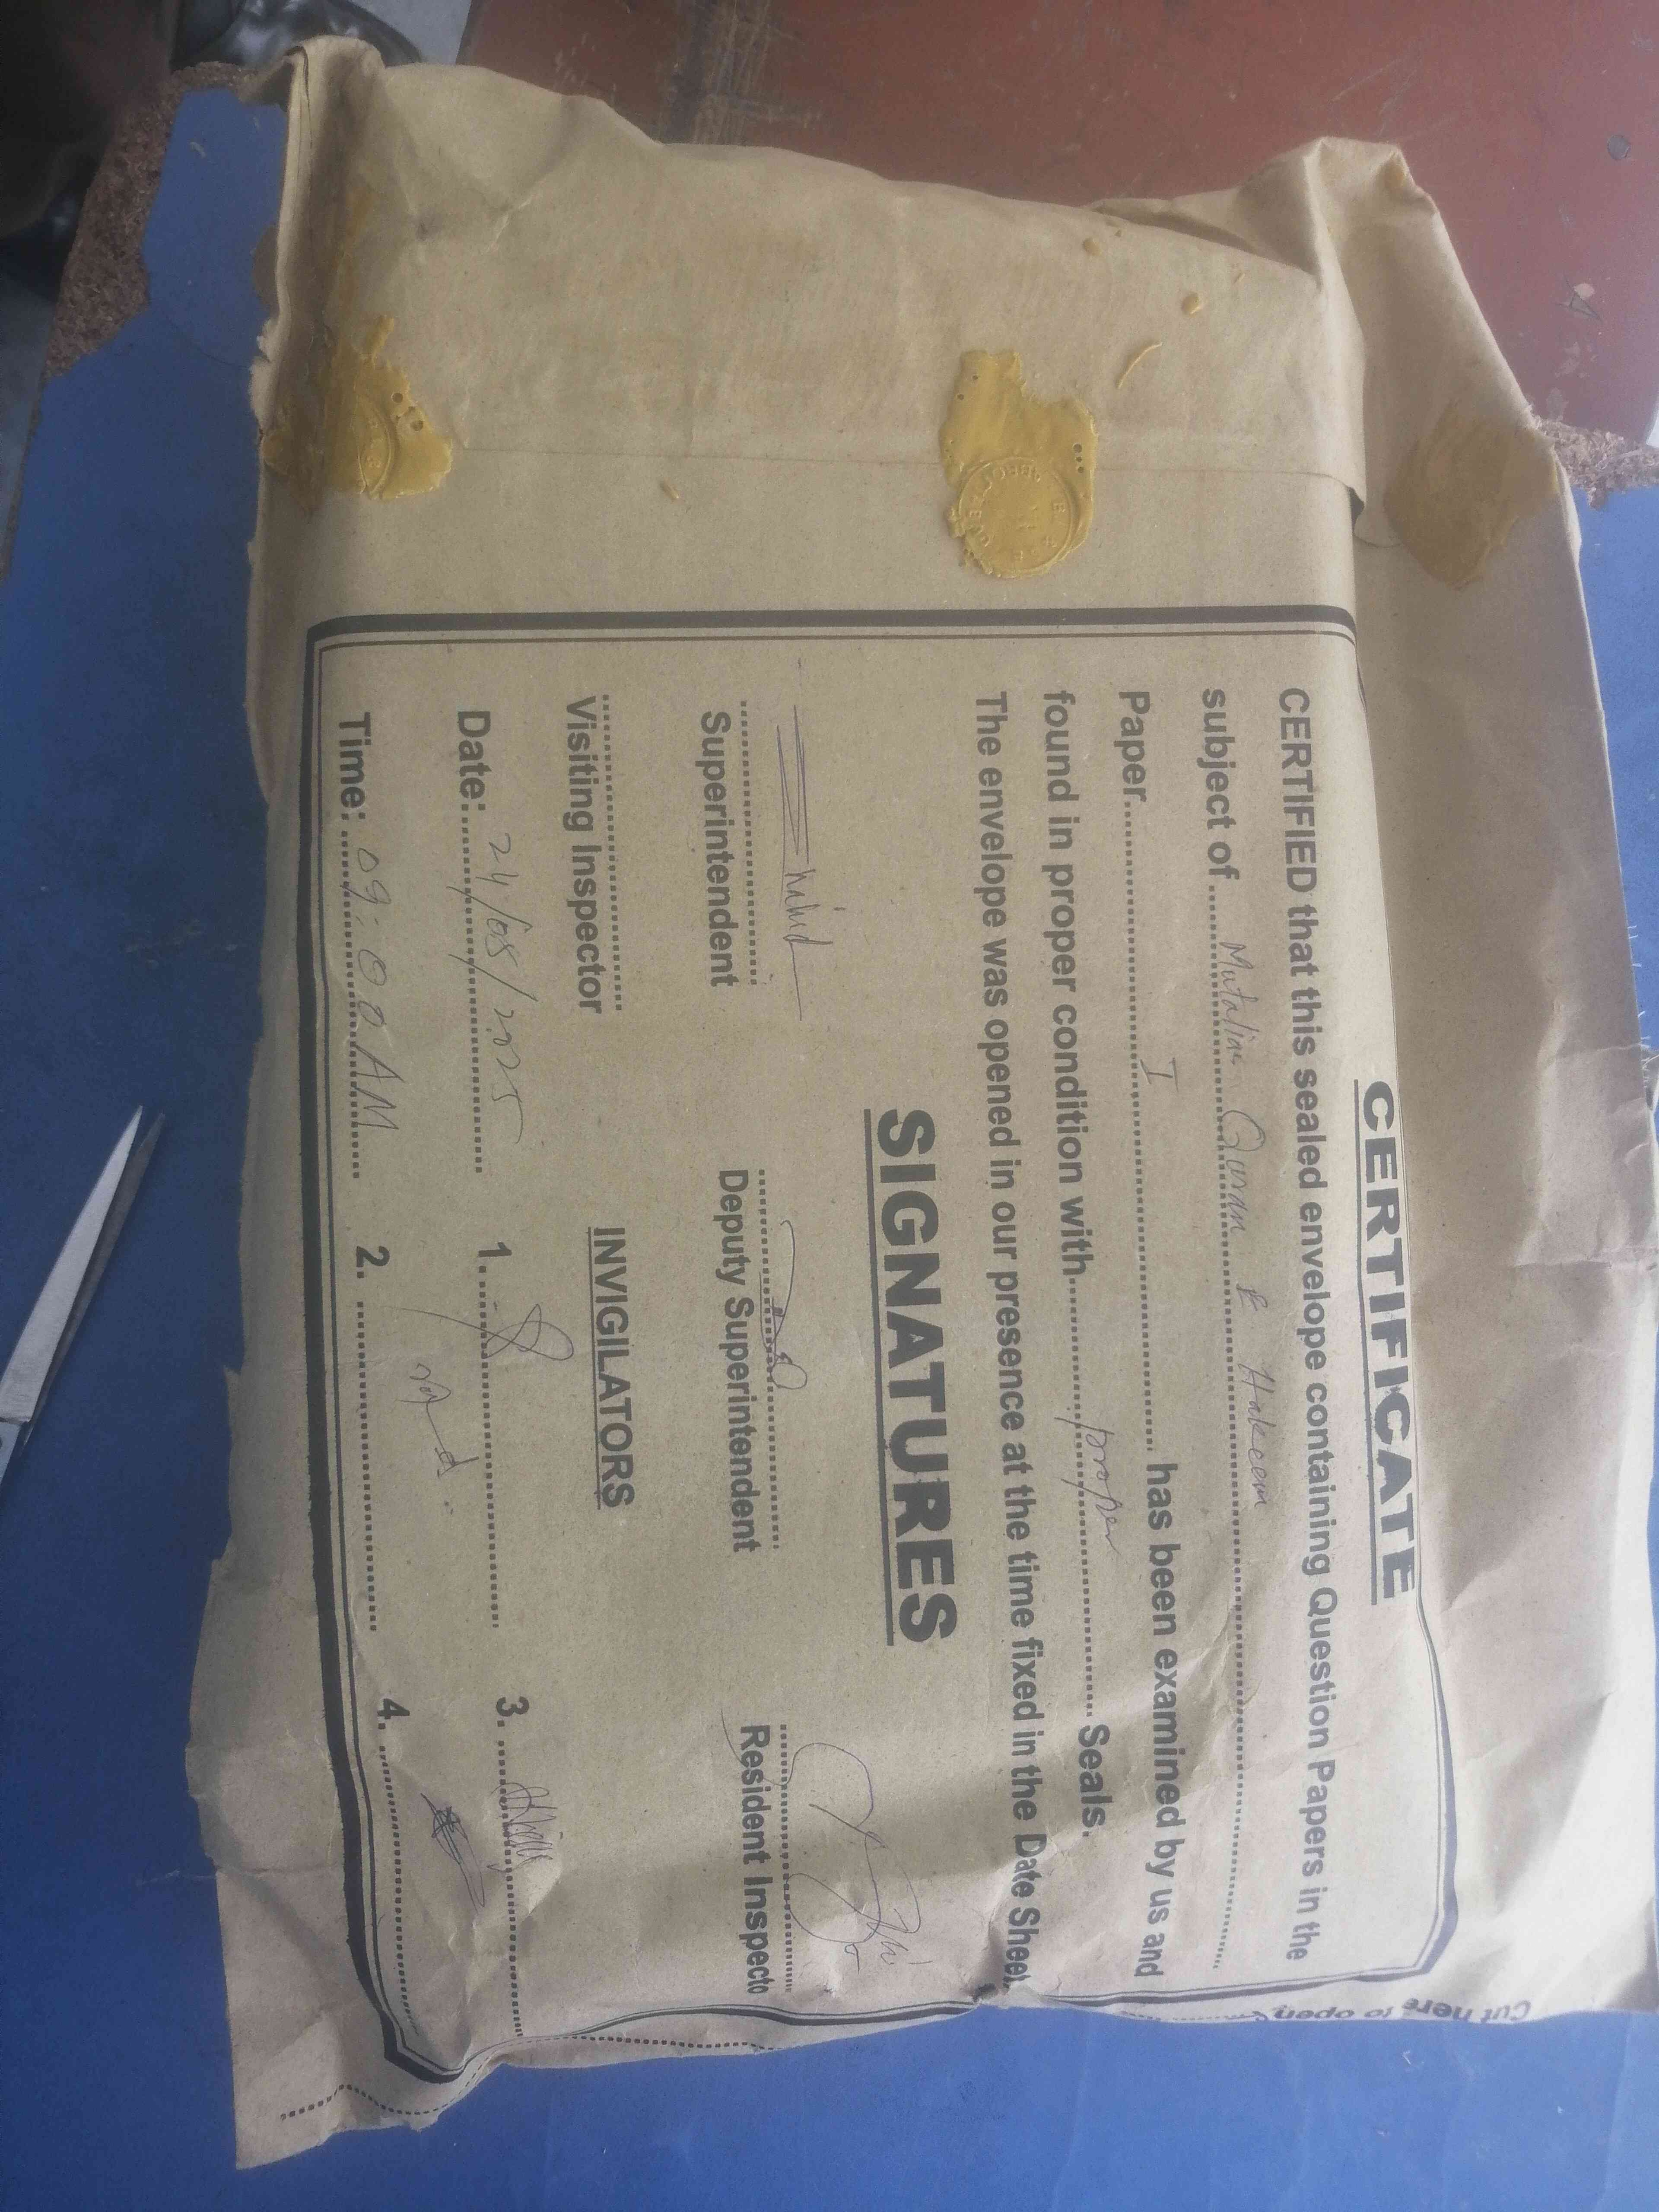 CERTIFICATE
CERTIFIED that this sealed envelope containing Question Papers in the
subject of ..... Mutaliae Quran E Hakeem .....
Paper..... I ..... has been examined by us and
found in proper condition with..... proper ..... Seals.
The envelope was opened in our presence at the time fixed in the Date Sheet
SIGNATURES
Superintendent Deputy Superintendent Resident Inspecto
Visiting Inspector INVIGILATORS
Date: 24/05/2025 1. 3.
Time: 09:00 AM 2. 4.
Cut here to open